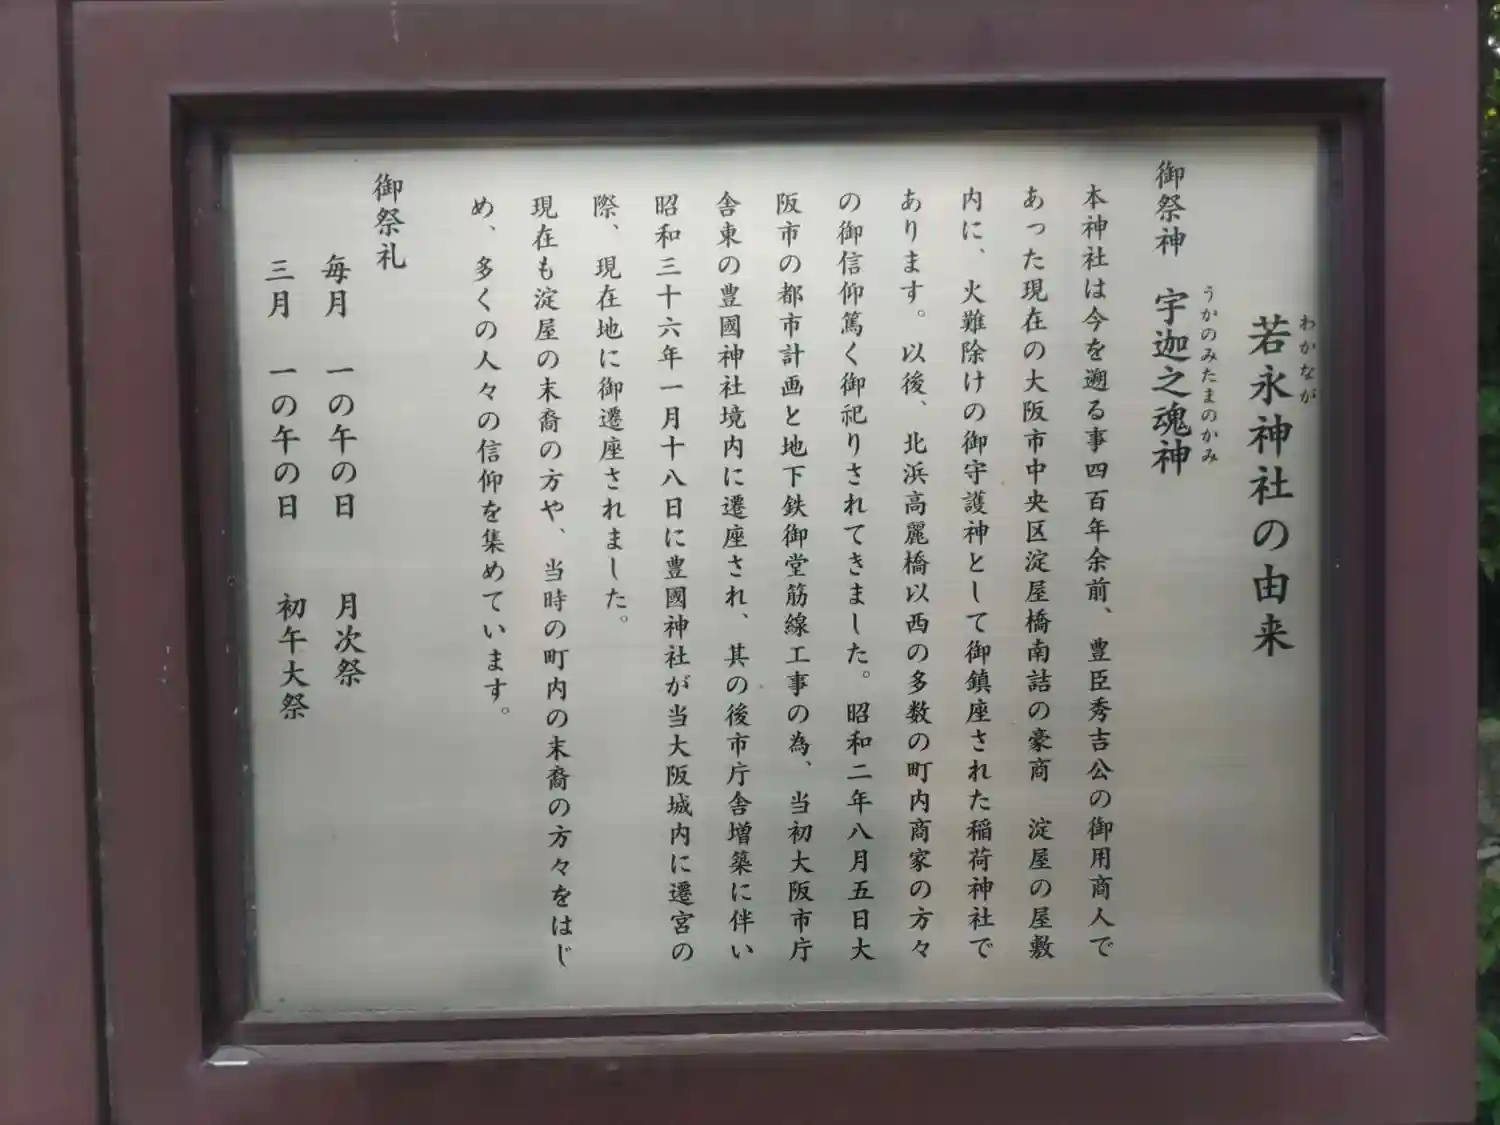 わかなが
若永神社の由来
うかのみたまのかみ
御祭神　宇迦之魂神
本神社は今を遡る事四百年余前、豊臣秀吉公の御用商人で
あった現在の大阪市中央区淀屋橋南詰の豪商　淀屋の屋敷
内に、火難除けの御守護神として御鎮座された稲荷神社で
あります。以後、北浜高麗橋以西の多数の町内商家の方々
の御信仰篤く御祀りされてきました。昭和二年八月五日大
阪市の都市計画と地下鉄御堂筋線工事の為、当初大阪市庁
舎東の豊國神社境内に遷座され、其の後市庁舎増築に伴い
昭和三十六年一月十八日に豊國神社が当大阪城内に遷宮の
際、現在地に御遷座されました。
現在も淀屋の末裔の方や、当時の町内の末裔の方々をはじ
め、多くの人々の信仰を集めています。
御祭礼
毎月　一の午の日　月次祭
三月　一の午の日　初午大祭